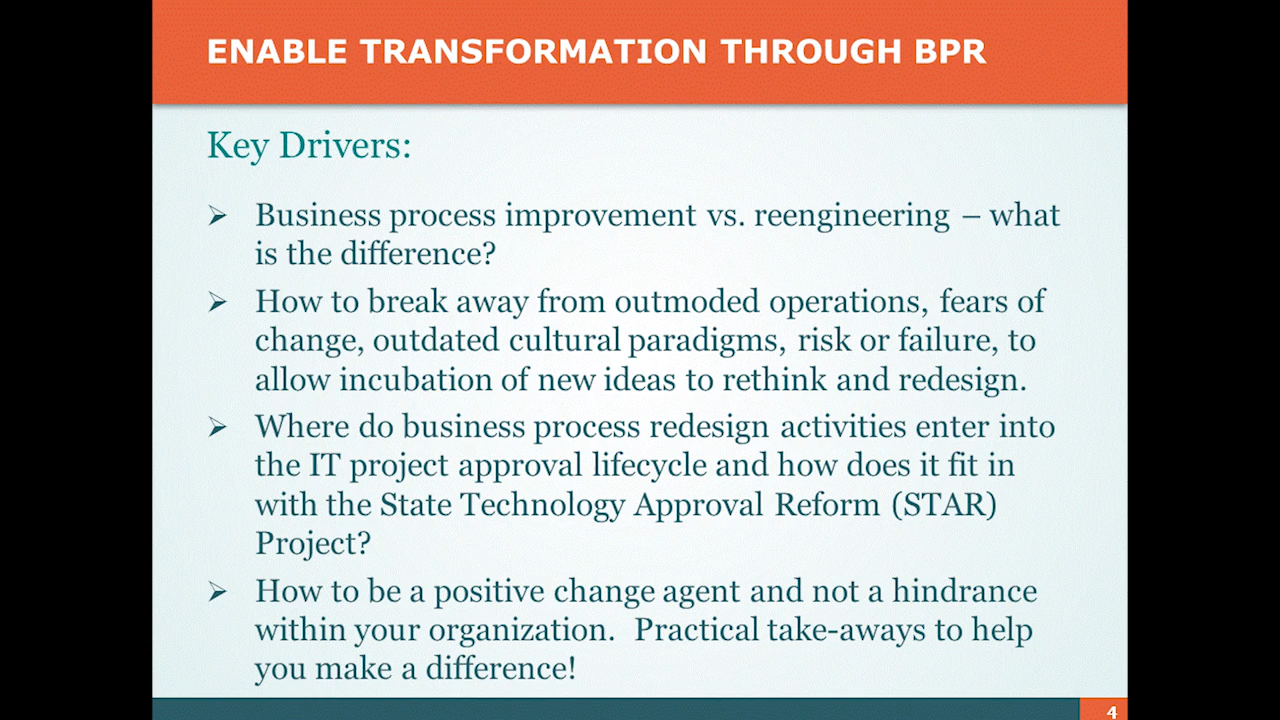 ENABLE TRANSFORMATION THROUGH BPR
Key Drivers:
➢ Business process improvement vs. reengineering – what
is the difference?
➢ How to break away from outmoded operations, fears of
change, outdated cultural paradigms, risk or failure, to
allow incubation of new ideas to rethink and redesign.
➢ Where do business process redesign activities enter into
the IT project approval lifecycle and how does it fit in
with the State Technology Approval Reform (STAR)
Project?
➢ How to be a positive change agent and not a hindrance
within your organization.  Practical take-aways to help
you make a difference!
4